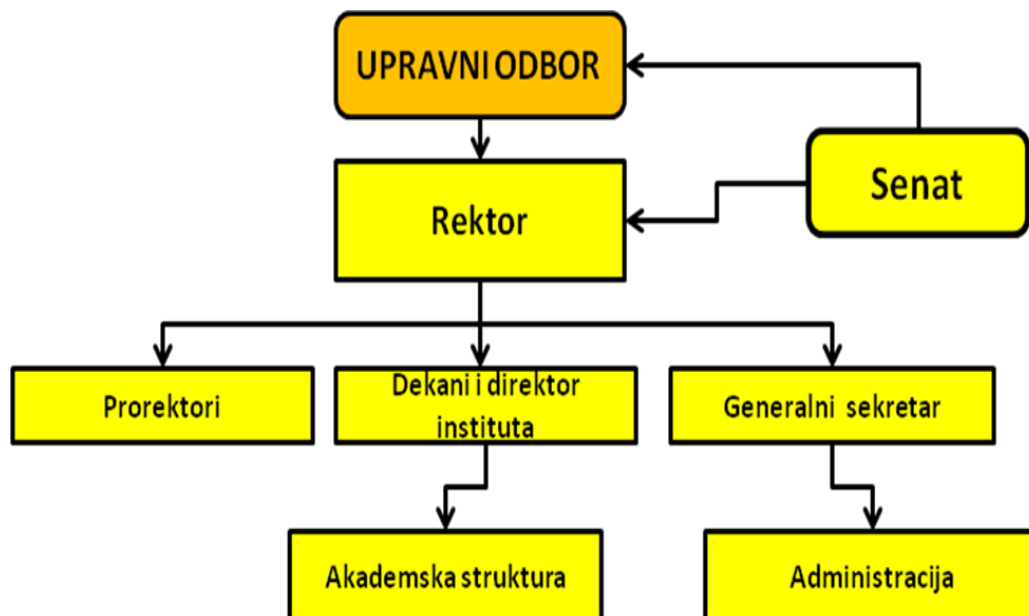 UPRAVNI ODBOR
Senat
Rektor
Prorektori
Dekani i direktor
instituta
Generalni sekretar
Akademska struktura
Administracija